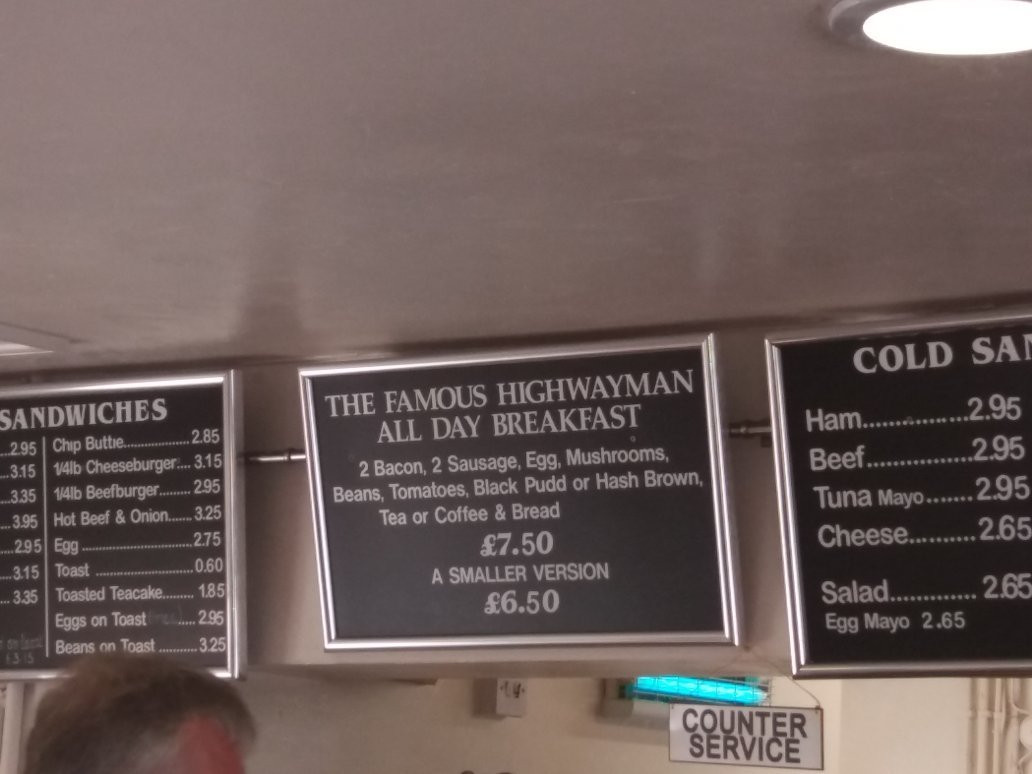 SANDWICHES
...2.95
...3.15
...3.35
...3.95
...2.95
...3.15
...3.35
£3.15
Chip Buttie..................2.85
1/4lb Cheeseburger.... 3.15
1/4lb Beefburger........ 2.95
Hot Beef & Onion...... 3.25
Egg .............................2.75
Toast ..........................0.60
Toasted Teacake........ 1.85
Eggs on Toast ..... 2.95
Beans on Toast .......... 3.25
THE FAMOUS HIGHWAYMAN
ALL DAY BREAKFAST
2 Bacon, 2 Sausage, Egg, Mushrooms,
Beans, Tomatoes, Black Pudd or Hash Brown,
Tea or Coffee & Bread
£7.50
A SMALLER VERSION
£6.50
COLD
Ham................2.95
Beef................2.95
Tuna Mayo.......2.95
Cheese..........2.65
Salad.............2.65
Egg Mayo 2.65
COUNTER
SERVICE